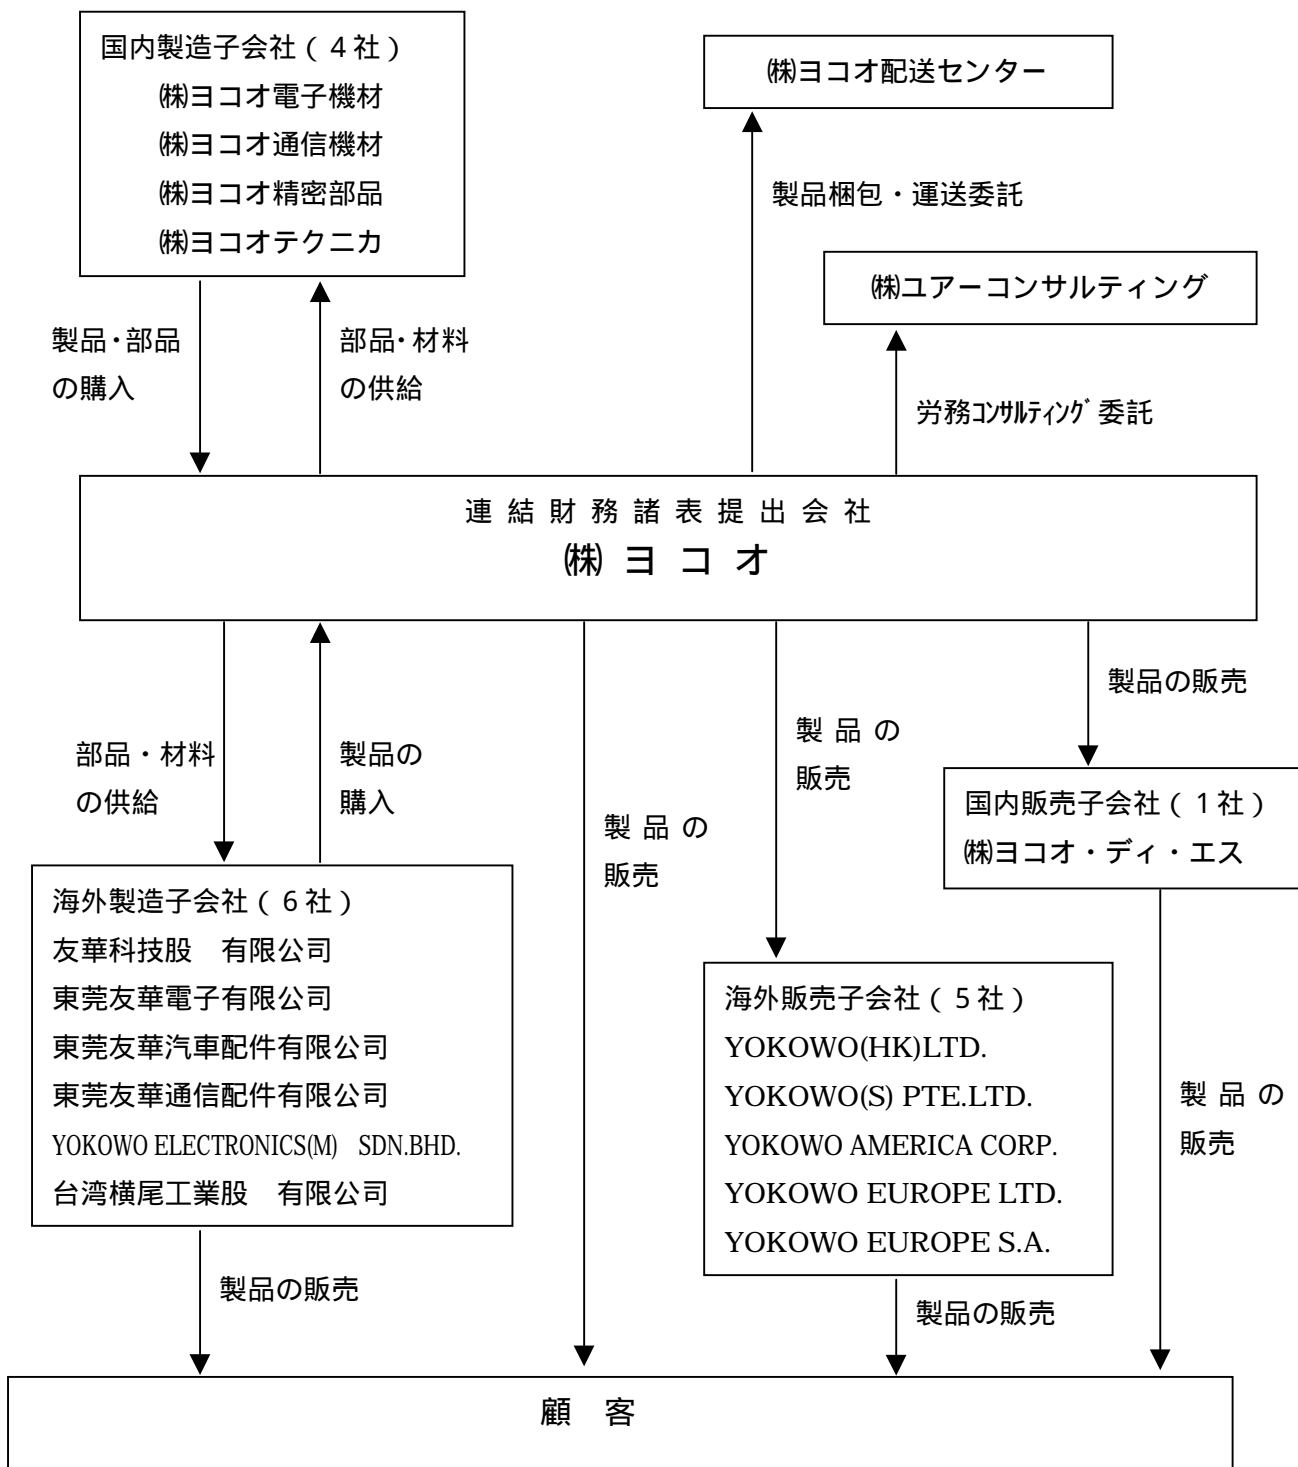 国内製造子会社(4社)
㈱ヨコオ電子機材
㈱ヨコオ通信機材
㈱ヨコオ精密部品
㈱ヨコオテクニカ
㈱ヨコオ配送センター
製品梱包・運送委託
㈱ユアーコンサルティング
製品・部品
の購入
部品・材料
の供給
労務ｺﾝｻﾙﾃｨﾝｸﾞ委託
連結財務諸表提出会社
㈱ヨコオ
部品・材料
の供給
製品の
購入
製品の
販売
製品の
販売
製品の販売
国内販売子会社(1社)
㈱ヨコオ・ディ・エス
海外製造子会社(6社)
友華科技股　有限公司
東莞友華電子有限公司
東莞友華汽車配件有限公司
東莞友華通信配件有限公司
YOKOWO ELECTRONICS(M)　SDN.BHD.
台湾横尾工業股　有限公司
海外販売子会社(5社)
YOKOWO(HK)LTD.
YOKOWO(S) PTE.LTD.
YOKOWO AMERICA CORP.
YOKOWO EUROPE LTD.
YOKOWO EUROPE S.A.
製品の
販売
製品の販売
製品の販売
顧　客